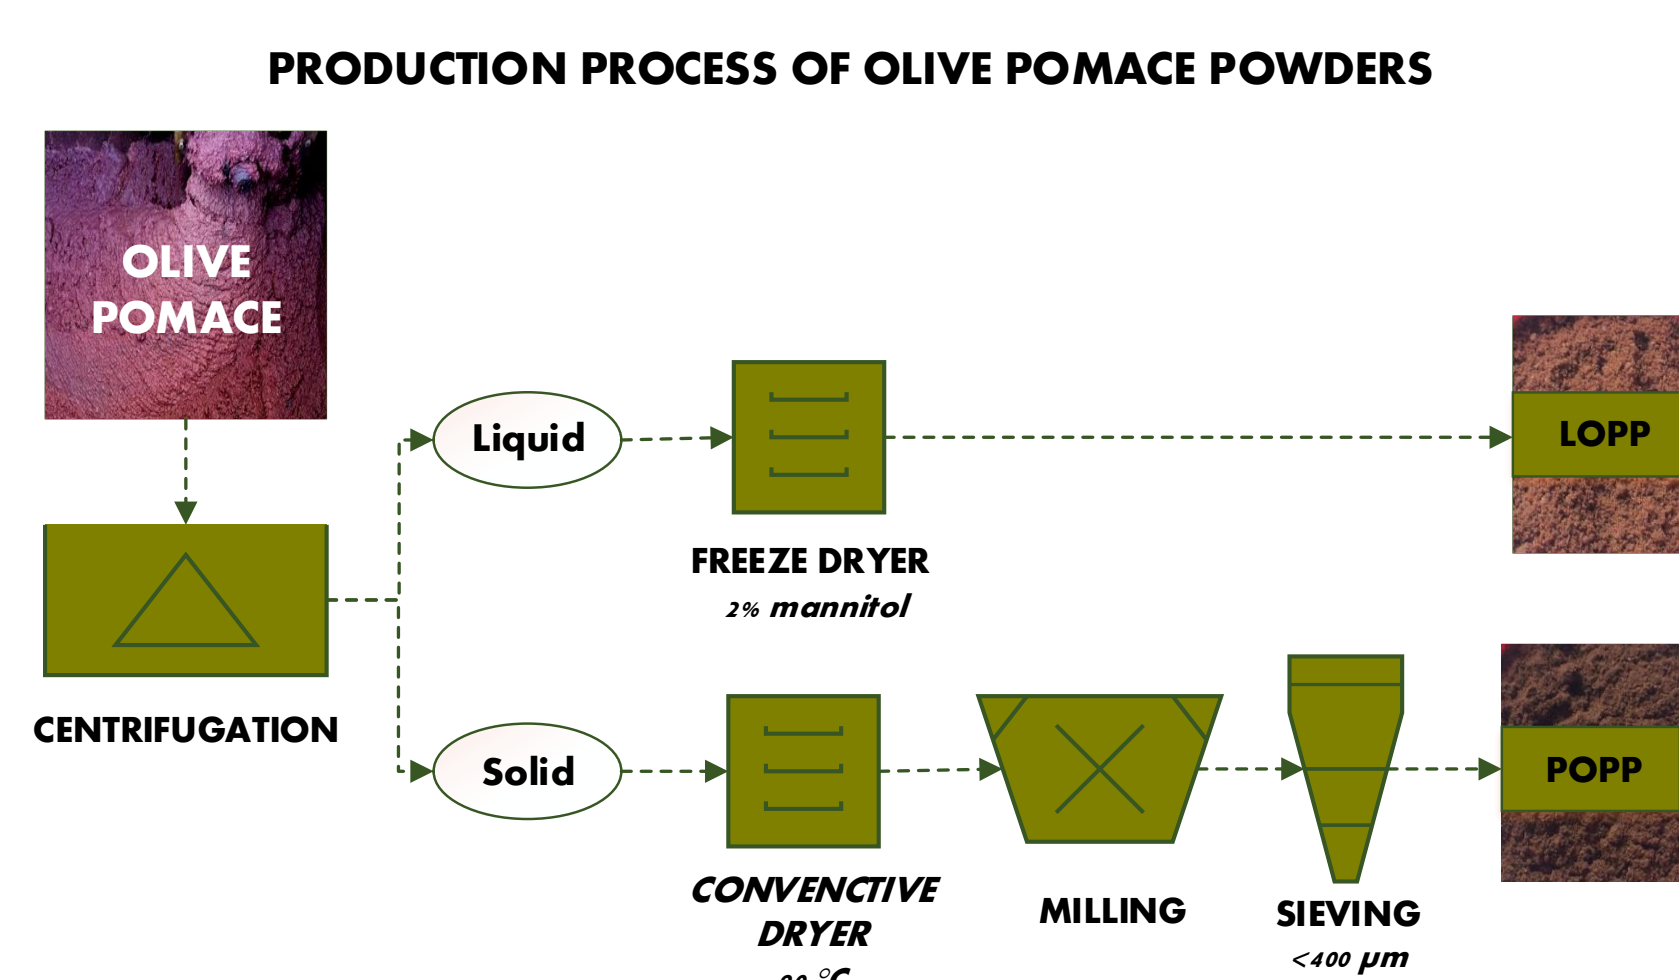 PRODUCTION PROCESS OF OLIVE POMACE POWDERS
OLIVE
POMACE
Liquid
LOPP
FREEZE DRYER
2% mannitol
CENTRIFUGATION
Solid
POPP
CONVENCTIVE
DRYER
°C
MILLING
SIEVING
<400 μm